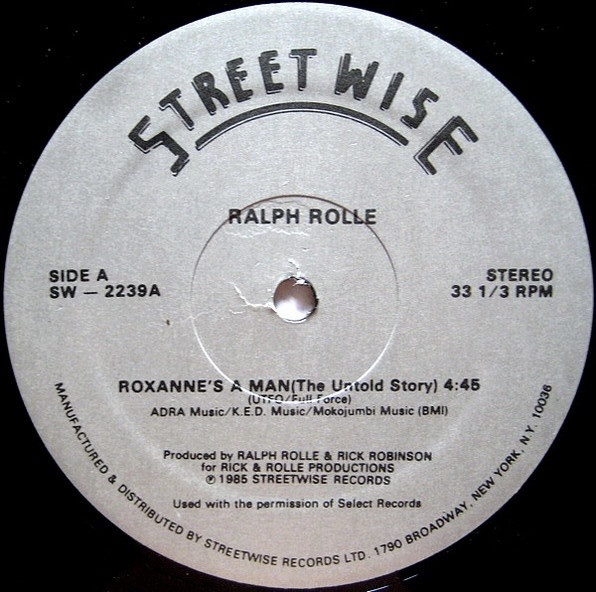 STREETWISE
RALPH ROLLE
SIDE A
SW — 2239A
STEREO
33 1/3 RPM
ROXANNE'S A MAN(The Untold Story) 4:45
(UTFO/Full Force)
ADRA Music/K.E.D. Music/Mokojumbi Music (BMI)
Produced by RALPH ROLLE & RICK ROBINSON
for RICK & ROLLE PRODUCTIONS
℗ 1985 STREETWISE RECORDS
Used with the permission of Select Records
MANUFACTURED & DISTRIBUTED BY STREETWISE RECORDS LTD. 1790 BROADWAY, NEW YORK, N.Y. 10036